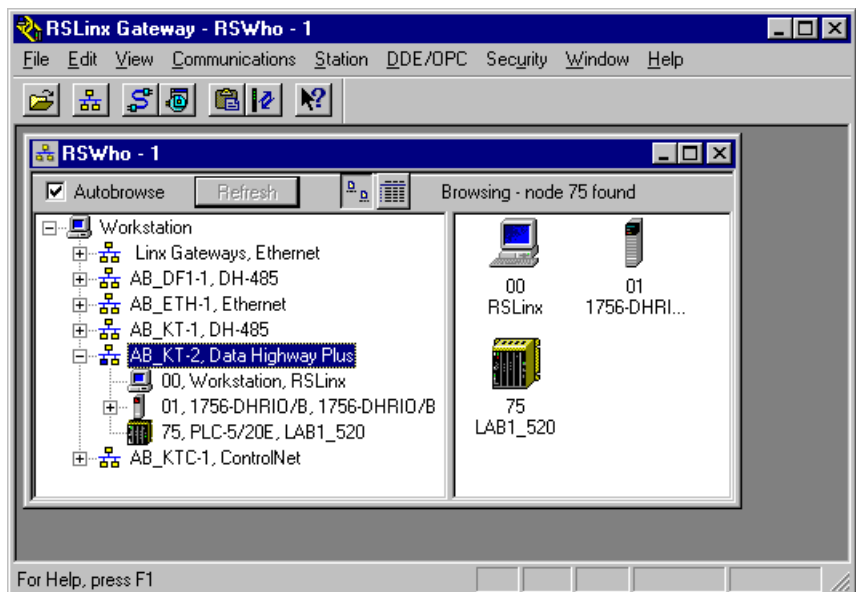 RSLinx Gateway - RSWho - 1
File Edit View Communications Station DDE/OPC Security Window Help
RSWho - 1
Autobrowse Refresh Browsing - node 75 found
Workstation
Linx Gateways, Ethernet
AB_DF1-1, DH-485
AB_ETH-1, Ethernet
AB_KT-1, DH-485
AB_KT-2, Data Highway Plus
00, Workstation, RSLinx
01, 1756-DHRIO/B, 1756-DHRIO/B
75, PLC-5/20E, LAB1_520
AB_KTC-1, ControlNet
00 01
RSLinx 1756-DHRI...
75
LAB1_520
For Help, press F1